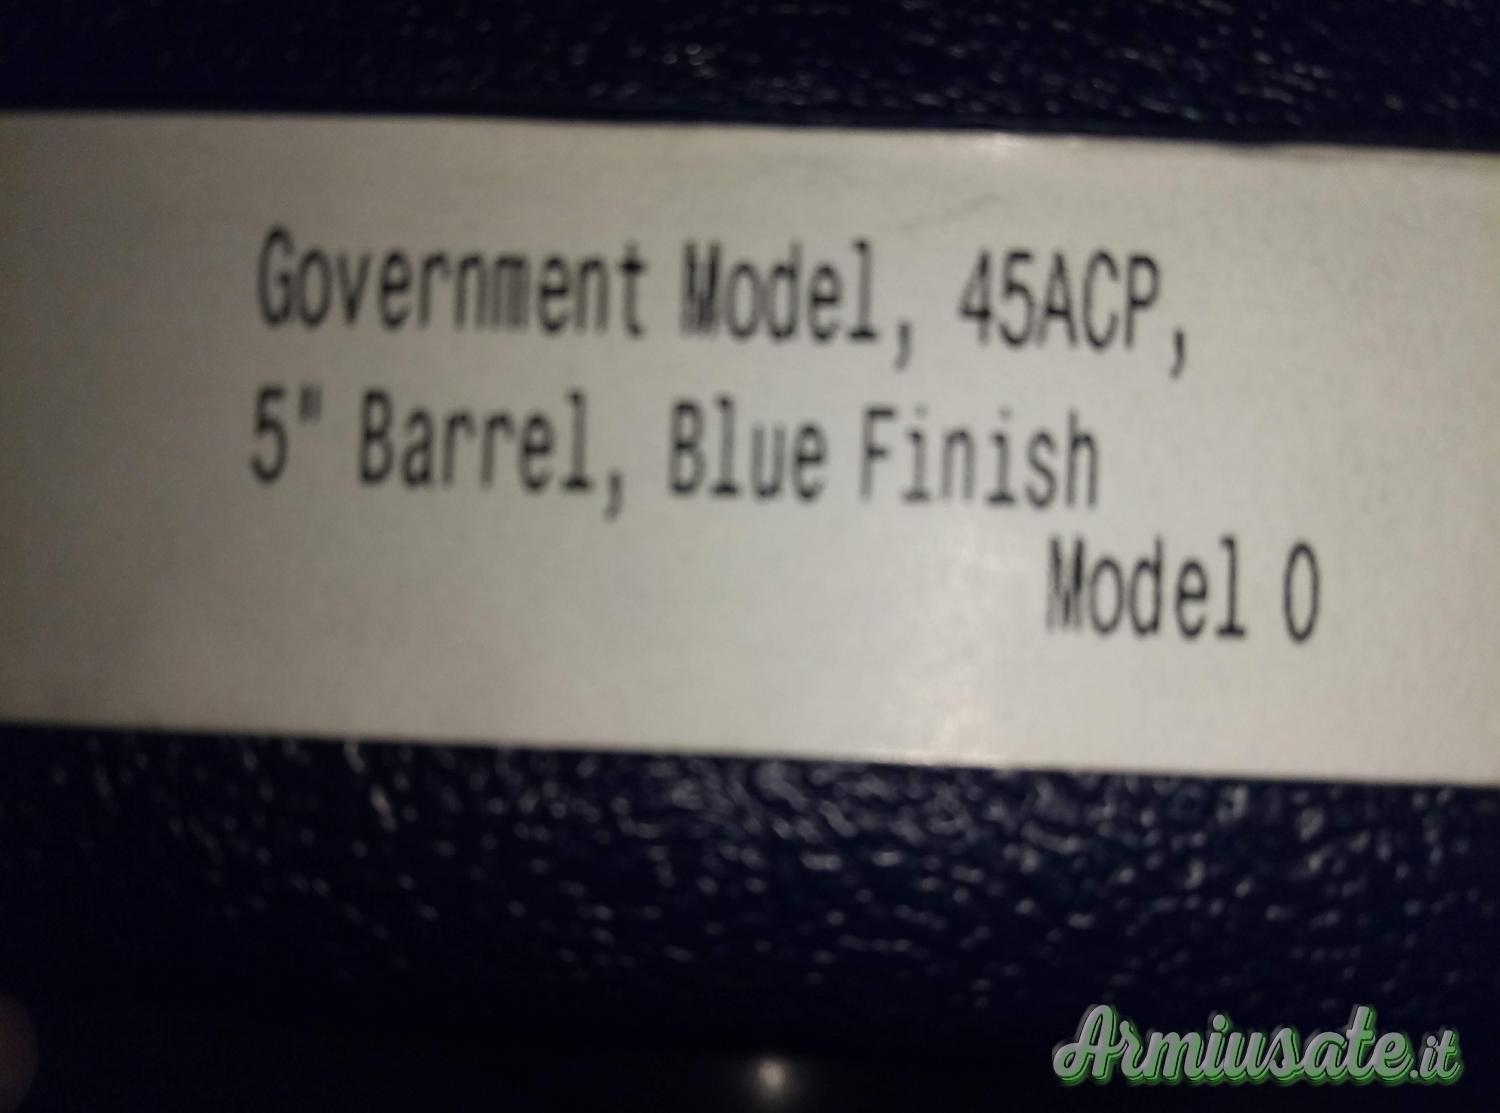 Government Model, 45ACP,
5" Barrel, Blue Finish
Model O
Armiusate.it